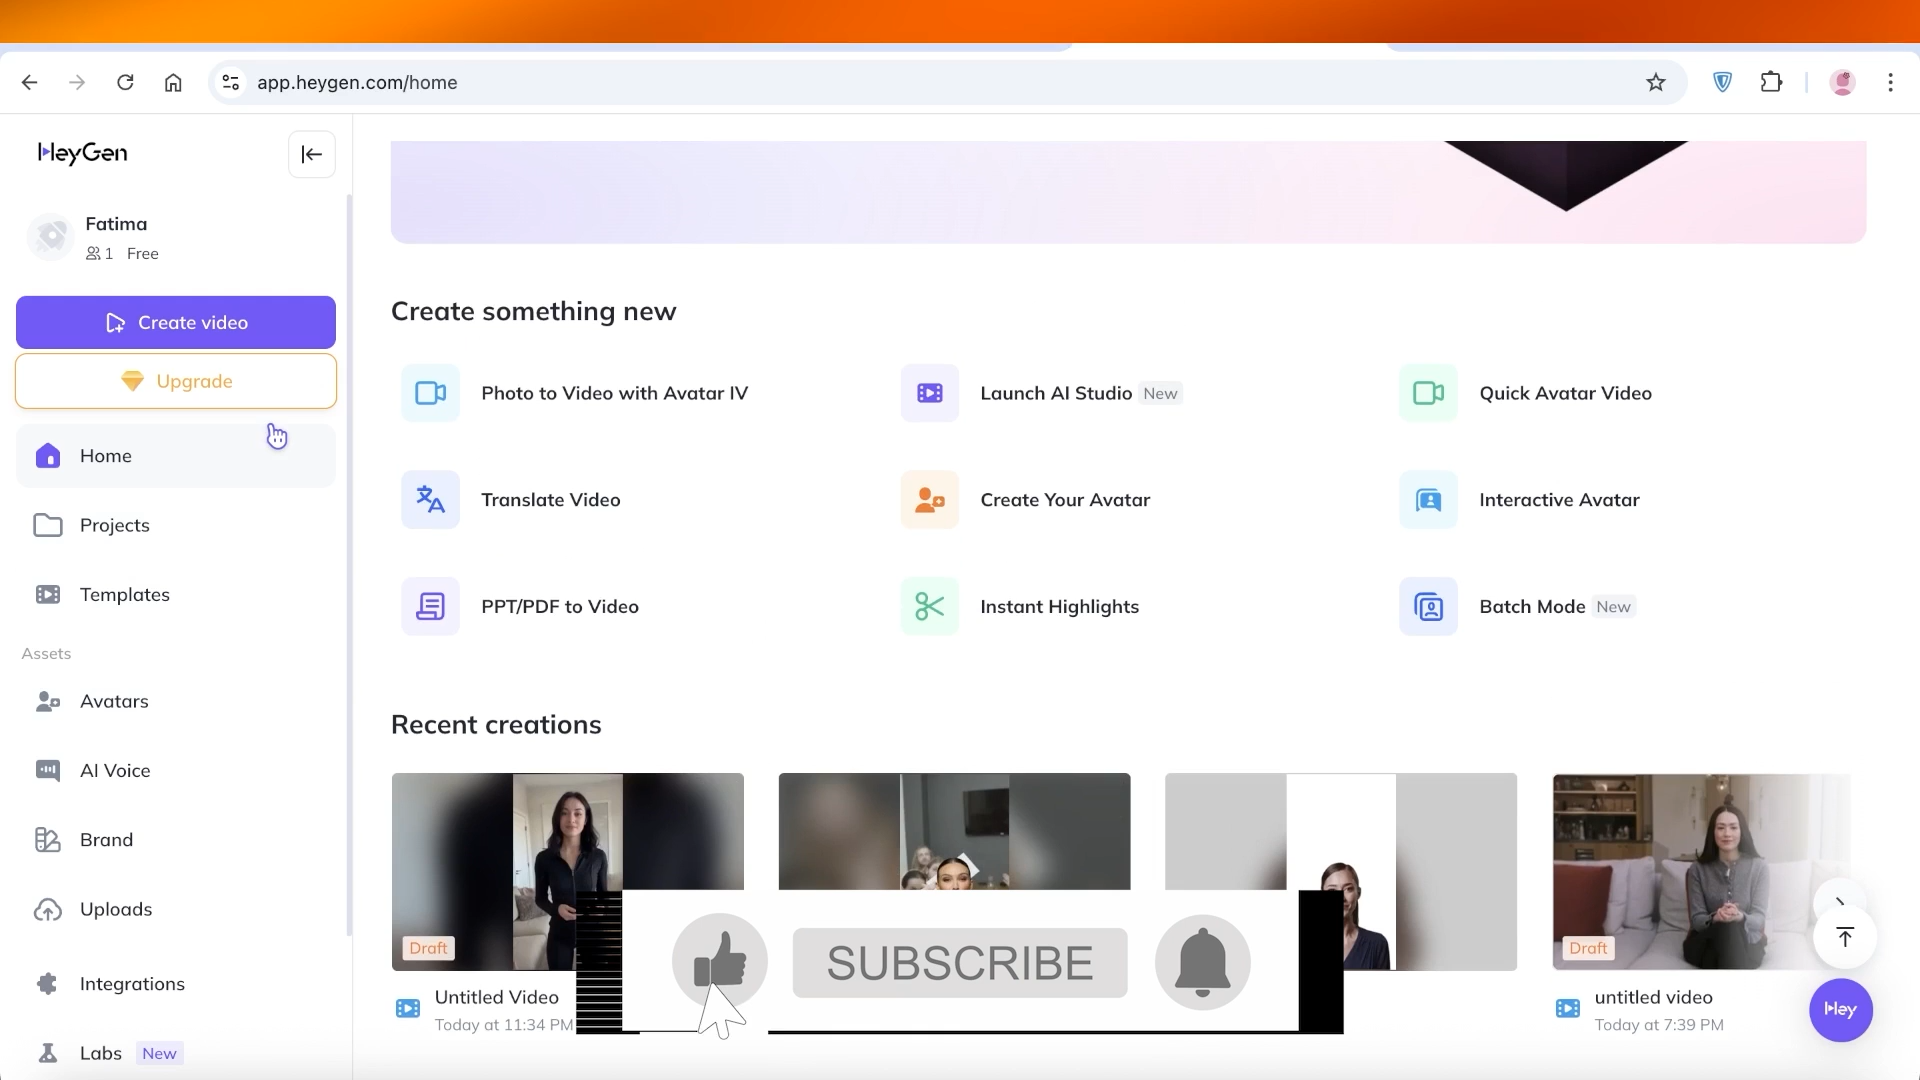 app.heygen.com/home
HeyGen
Fatima
1 Free
Create video
Upgrade
Home
Projects
Templates
Assets
Avatars
AI Voice
Brand
Uploads
Integrations
Labs New
Create something new
Photo to Video with Avatar IV
Launch AI Studio New
Quick Avatar Video
Translate Video
Create Your Avatar
Interactive Avatar
PPT/PDF to Video
Instant Highlights
Batch Mode New
Recent creations
Draft
Untitled Video
Today at 11:34 PM
SUBSCRIBE
Draft
untitled video
Today at 7:39 PM
Hey